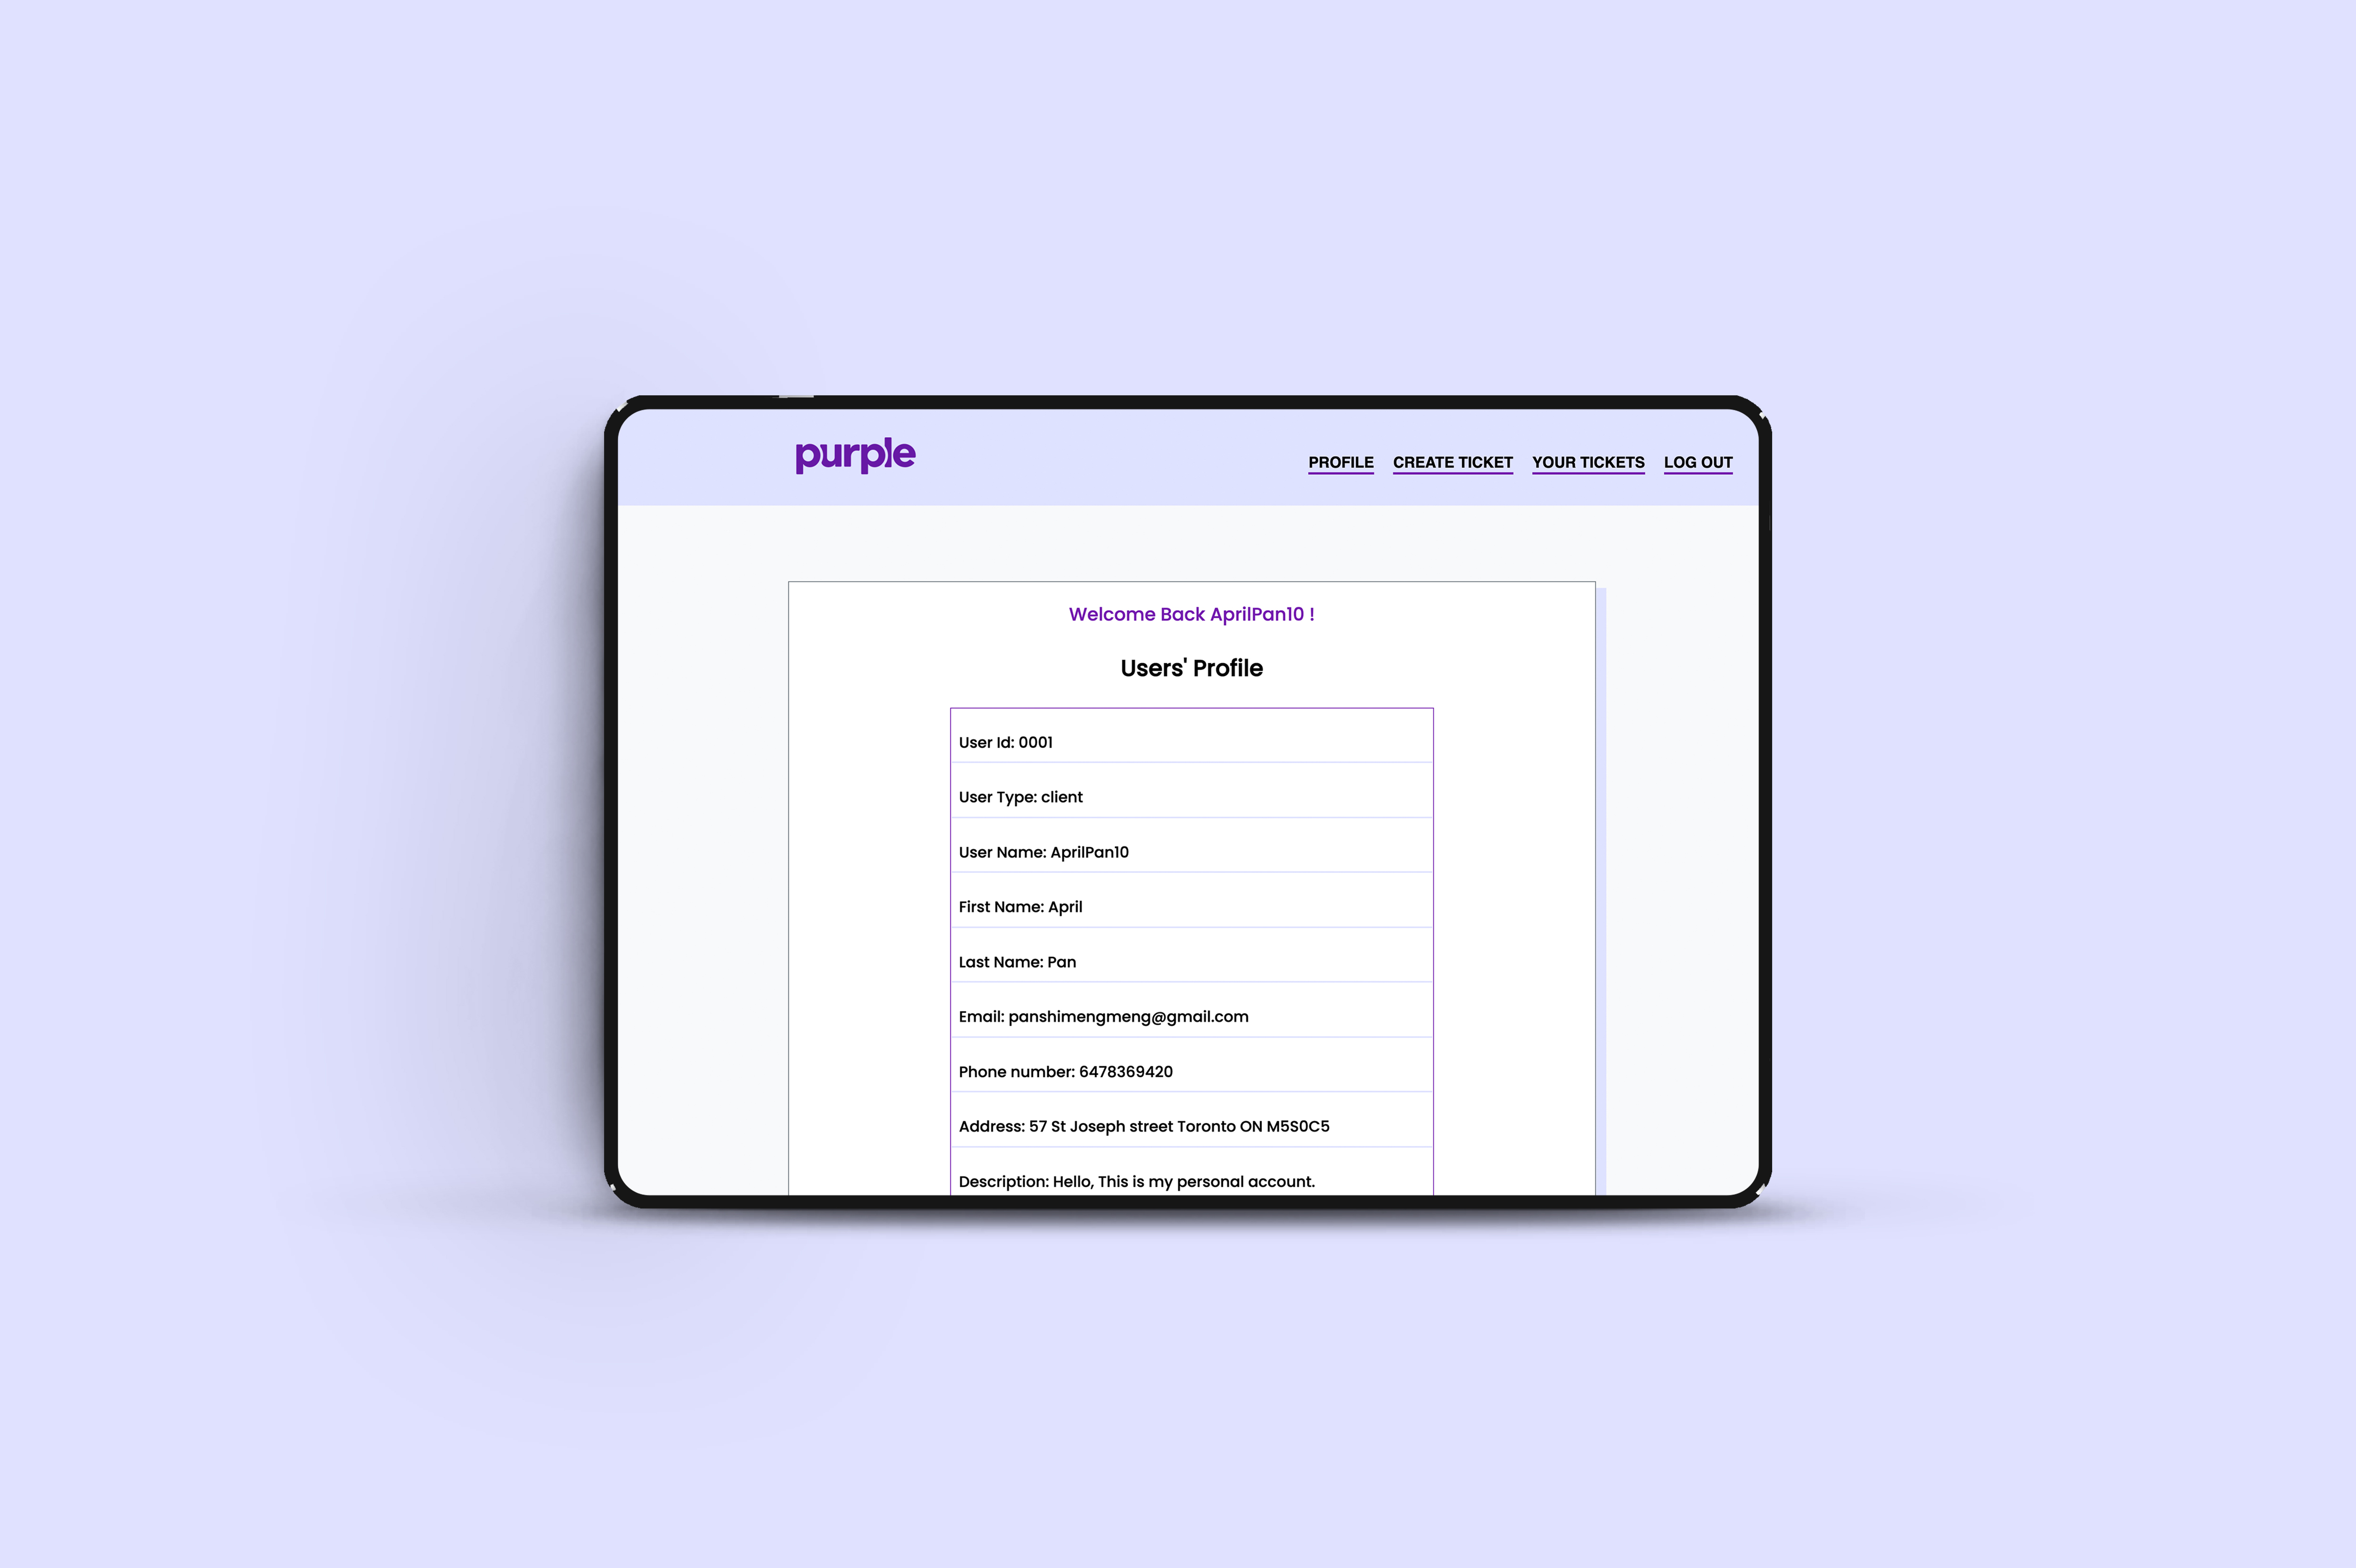 purple
PROFILE CREATE TICKET YOUR TICKETS LOG OUT
Welcome Back AprilPan10 !
Users' Profile
User Id: 0001
User Type: client
User Name: AprilPan10
First Name: April
Last Name: Pan
Email: panshimengmeng@gmail.com
Phone number: 6478369420
Address: 57 St Joseph street Toronto ON M5S0C5
Description: Hello, This is my personal account.